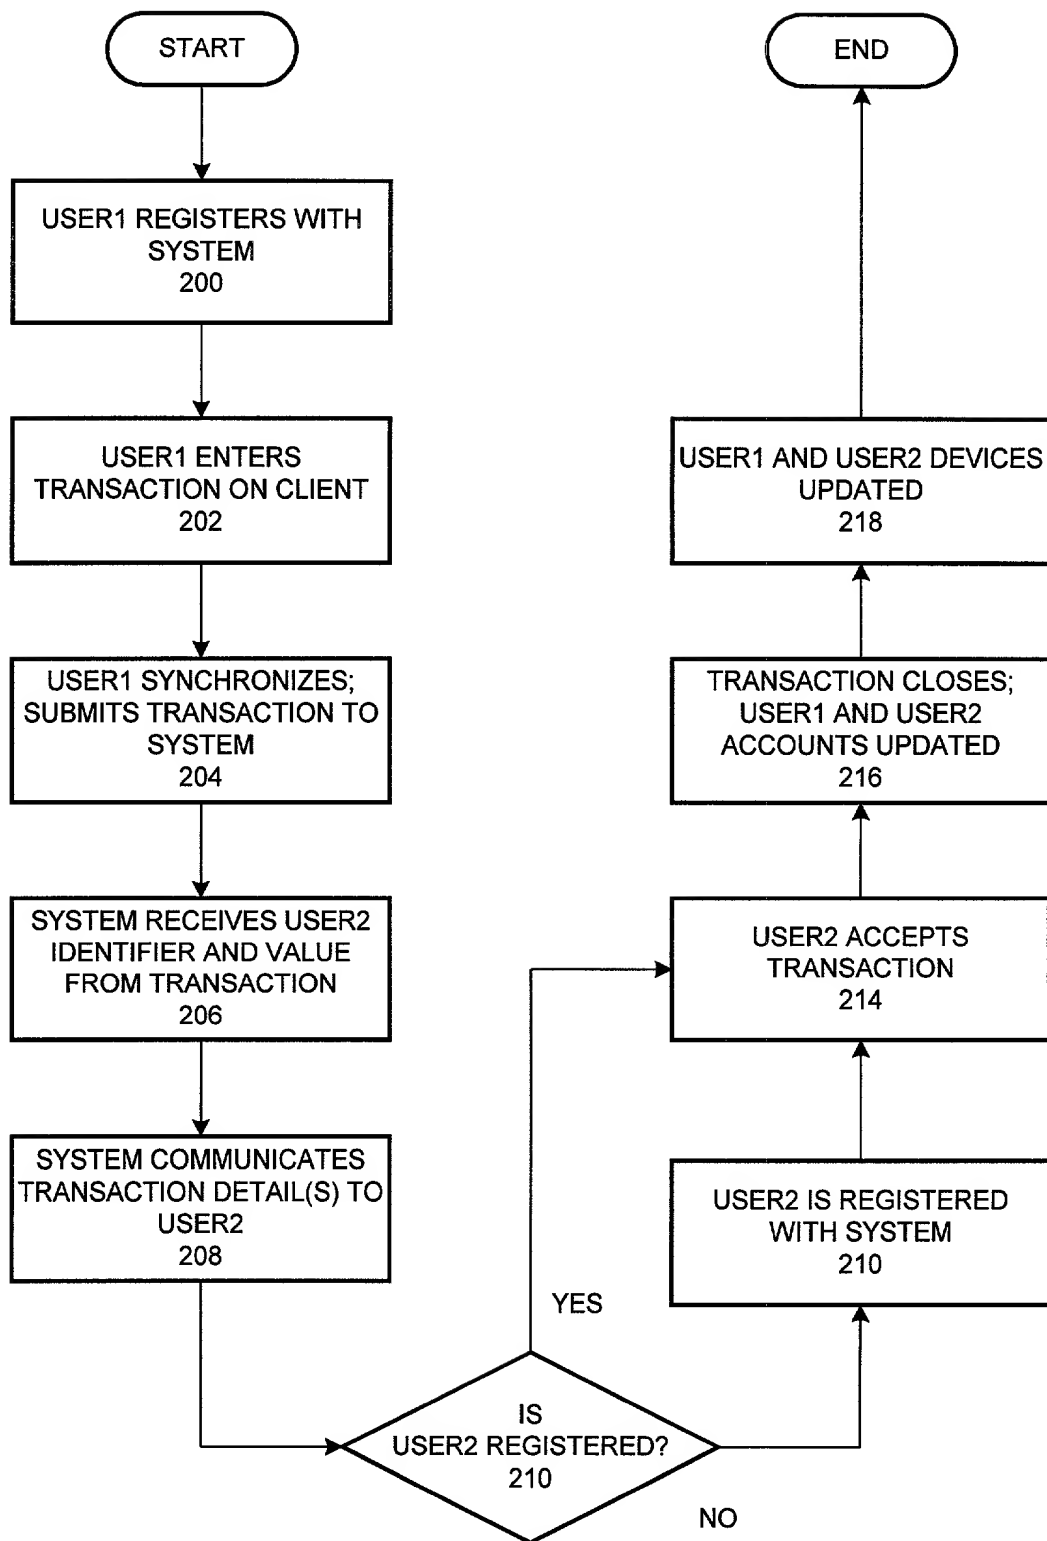 START
USER1 REGISTERS WITH
SYSTEM
200
USER1 ENTERS
TRANSACTION ON CLIENT
202
USER1 SYNCHRONIZES;
SUBMITS TRANSACTION TO
SYSTEM
204
SYSTEM RECEIVES USER2
IDENTIFIER AND VALUE
FROM TRANSACTION
206
SYSTEM COMMUNICATES
TRANSACTION DETAIL(S) TO
USER2
208
IS
USER2 REGISTERED?
210
YES
NO
USER2 IS REGISTERED
WITH SYSTEM
210
USER2 ACCEPTS
TRANSACTION
214
TRANSACTION CLOSES;
USER1 AND USER2
ACCOUNTS UPDATED
216
USER1 AND USER2 DEVICES
UPDATED
218
END